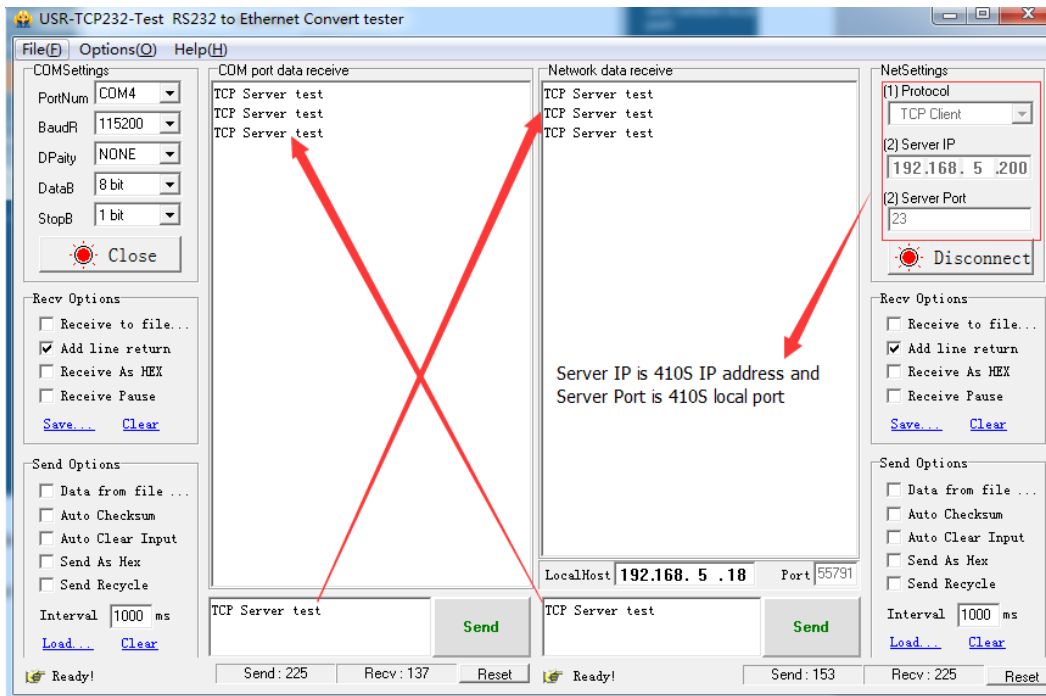 USR-TCP232-Test RS232 to Ethernet Convert tester
File(F) Options(O) Help(H)
COMSettings
PortNum COM4
BaudR 115200
DPaity NONE
DataB 8 bit
StopB 1 bit
Close
Recv Options
Receive to file...
Add line return
Receive As HEX
Receive Pause
Save... Clear
Send Options
Data from file ...
Auto Checksum
Auto Clear Input
Send As Hex
Send Recycle
Interval 1000 ms
Load... Clear
Ready!
COM port data receive
TCP Server test
TCP Server test
TCP Server test
TCP Server test
Send
Send : 225 Recv : 137 Reset
Network data receive
TCP Server test
TCP Server test
TCP Server test
Server IP is 410S IP address and
Server Port is 410S local port
LocalHost 192.168. 5 .18 Port 55791
TCP Server test
Send
Ready! Send : 153 Recv : 225 Reset
NetSettings
(1) Protocol
TCP Client
(2) Server IP
192.168. 5 .200
(2) Server Port
23
Disconnect
Recv Options
Receive to file...
Add line return
Receive As HEX
Receive Pause
Save... Clear
Send Options
Data from file ...
Auto Checksum
Auto Clear Input
Send As Hex
Send Recycle
Interval 1000 ms
Load... Clear